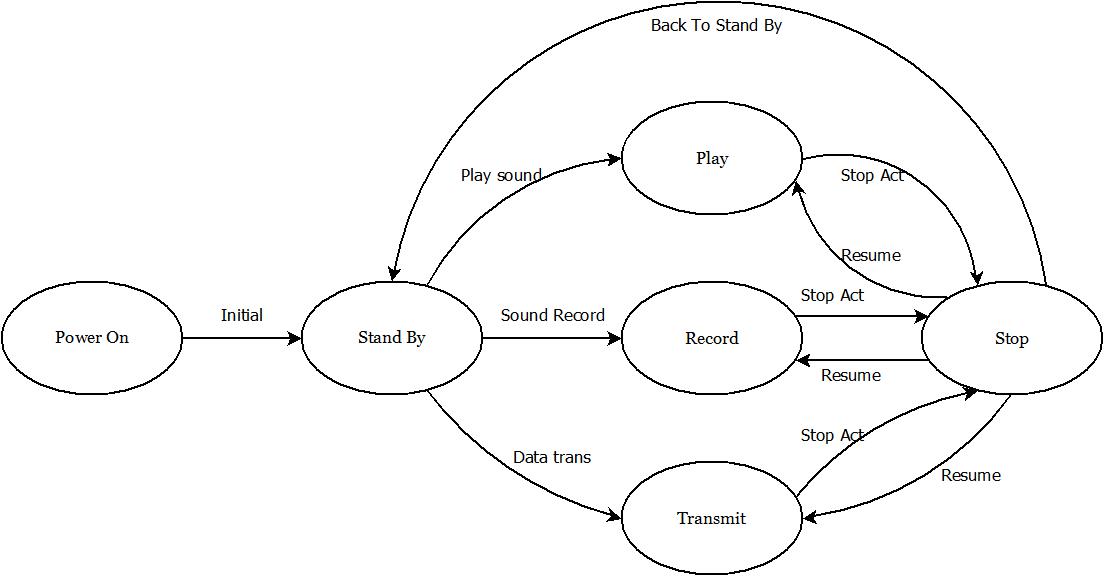 Back To Stand By
Play
Play sound
Stop Act
Resume
Stop Act
Initial
Sound Record
Power On
Stand By
Record
Stop
Resume
Stop Act
Data trans
Resume
Transmit